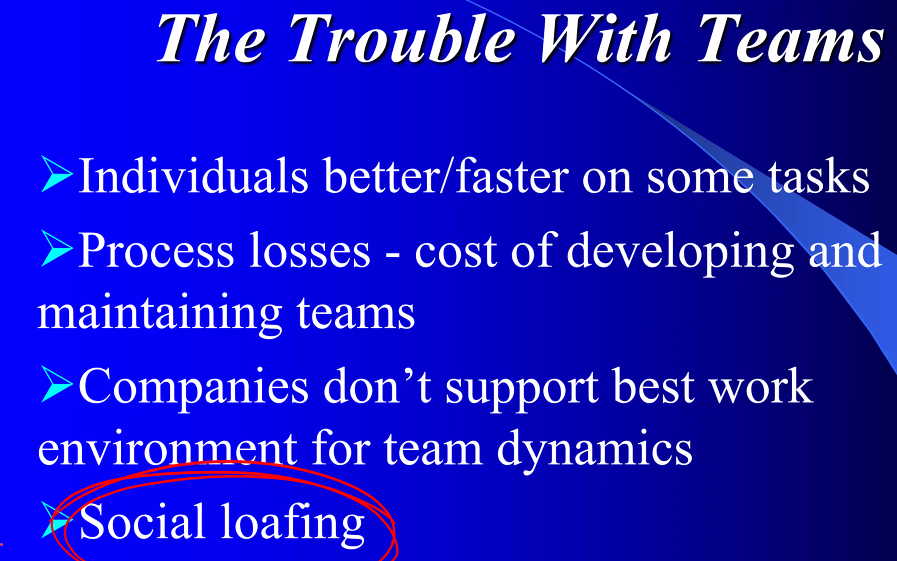 The Trouble With Teams
➢Individuals better/faster on some tasks
➢Process losses - cost of developing and
maintaining teams
➢Companies don’t support best work
environment for team dynamics
➢Social loafing